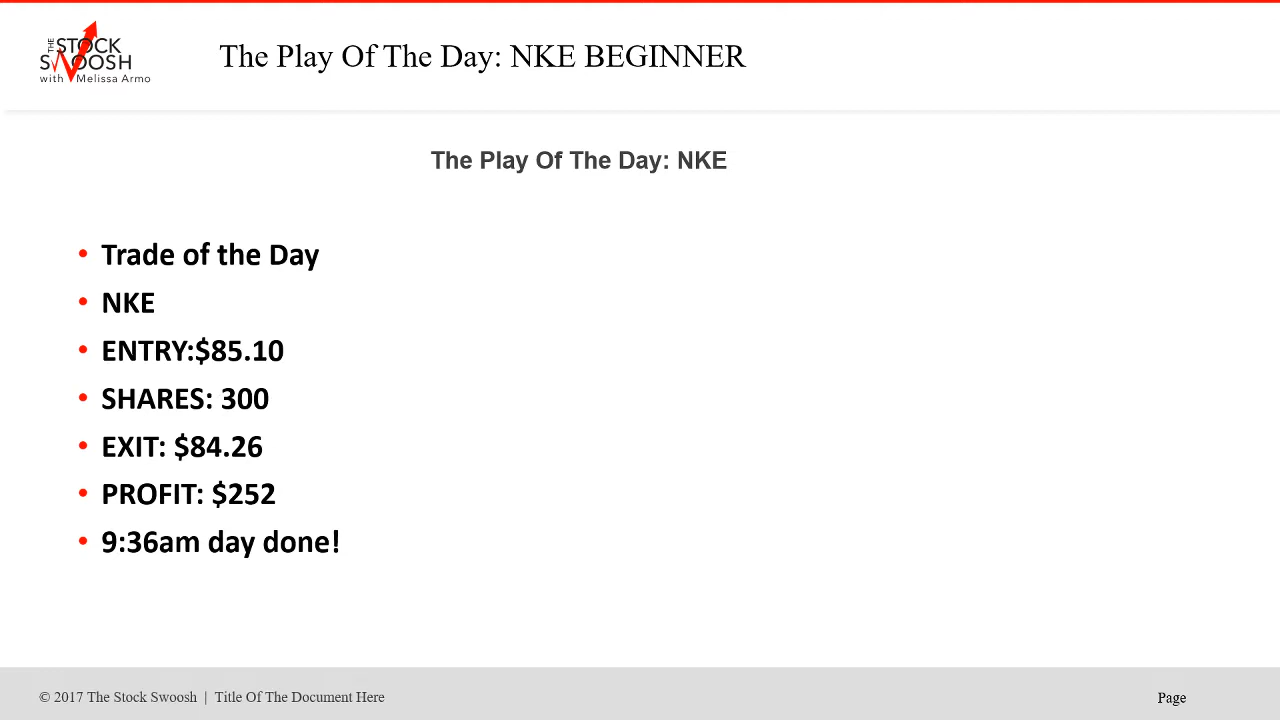 THE STOCK
SWOOSH
with Melissa Armo
The Play Of The Day: NKE BEGINNER
The Play Of The Day: NKE
• Trade of the Day
• NKE
• ENTRY:$85.10
• SHARES: 300
• EXIT: $84.26
• PROFIT: $252
• 9:36am day done!
© 2017 The Stock Swoosh | Title Of The Document Here
Page